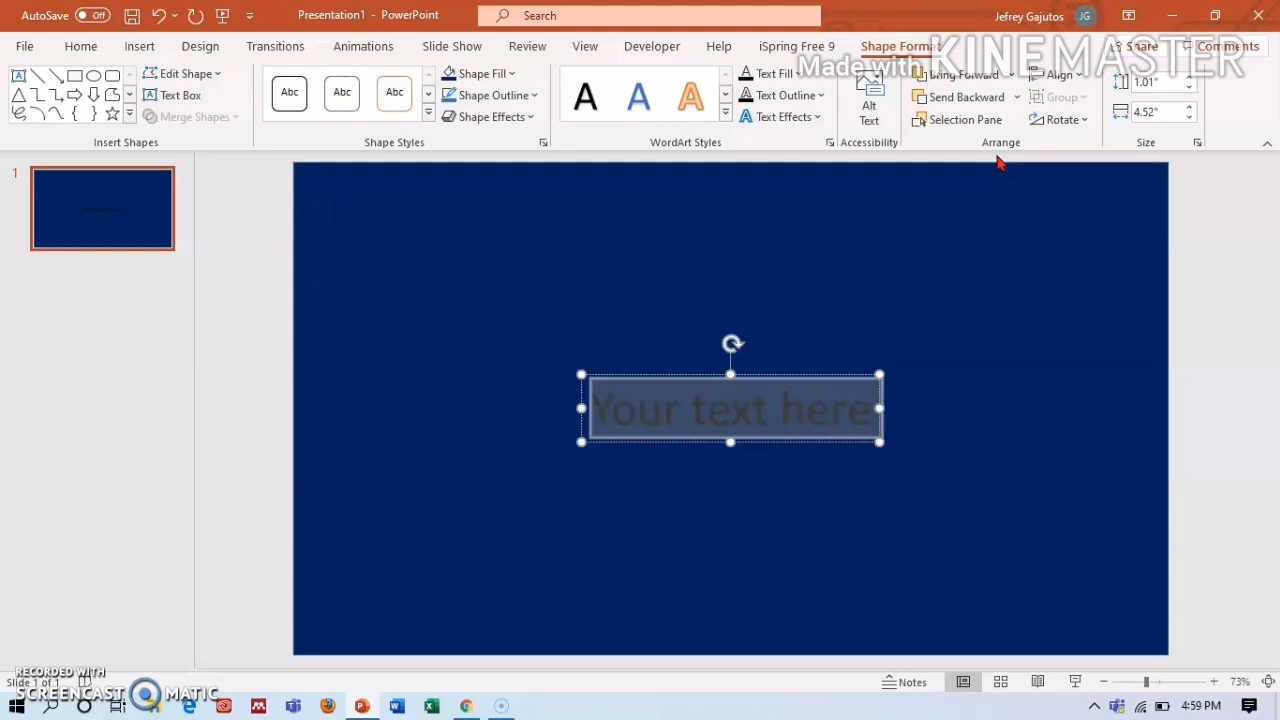 AutoSave Off Presentation1 - PowerPoint Search Jefrey Gajutos JG
File Home Insert Design Transitions Animations Slide Show Review View Developer Help iSpring Free 9 Shape Format Share Comments
Made with KINEMASTER
Edit Shape Abc Abc Abc Shape Fill A A A Text Fill Bring Forward Align 1.01"
Text Box Shape Outline Text Outline Alt Text Send Backward Group 4.52"
Merge Shapes Shape Effects Text Effects Selection Pane Rotate
Insert Shapes Shape Styles WordArt Styles Accessibility Arrange Size
1
Your text here
RECORDED WITH
SCREENCAST MATIC
Slide 1 of 1 Notes 73%
4:59 PM